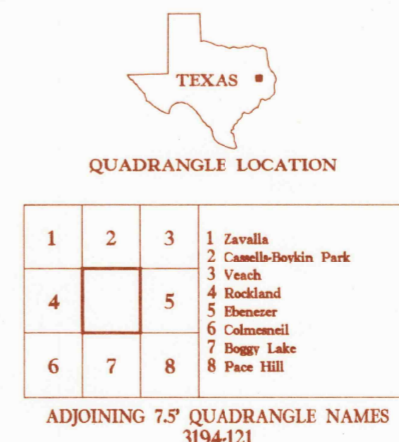 TEXAS
QUADRANGLE LOCATION
1 2 3
4 5
6 7 8
1 Zavalla
2 Cassells-Boykin Park
3 Veach
4 Rockland
5 Ebenezer
6 Colmesneil
7 Boggy Lake
8 Pace Hill
ADJOINING 7.5' QUADRANGLE NAMES
3194-121